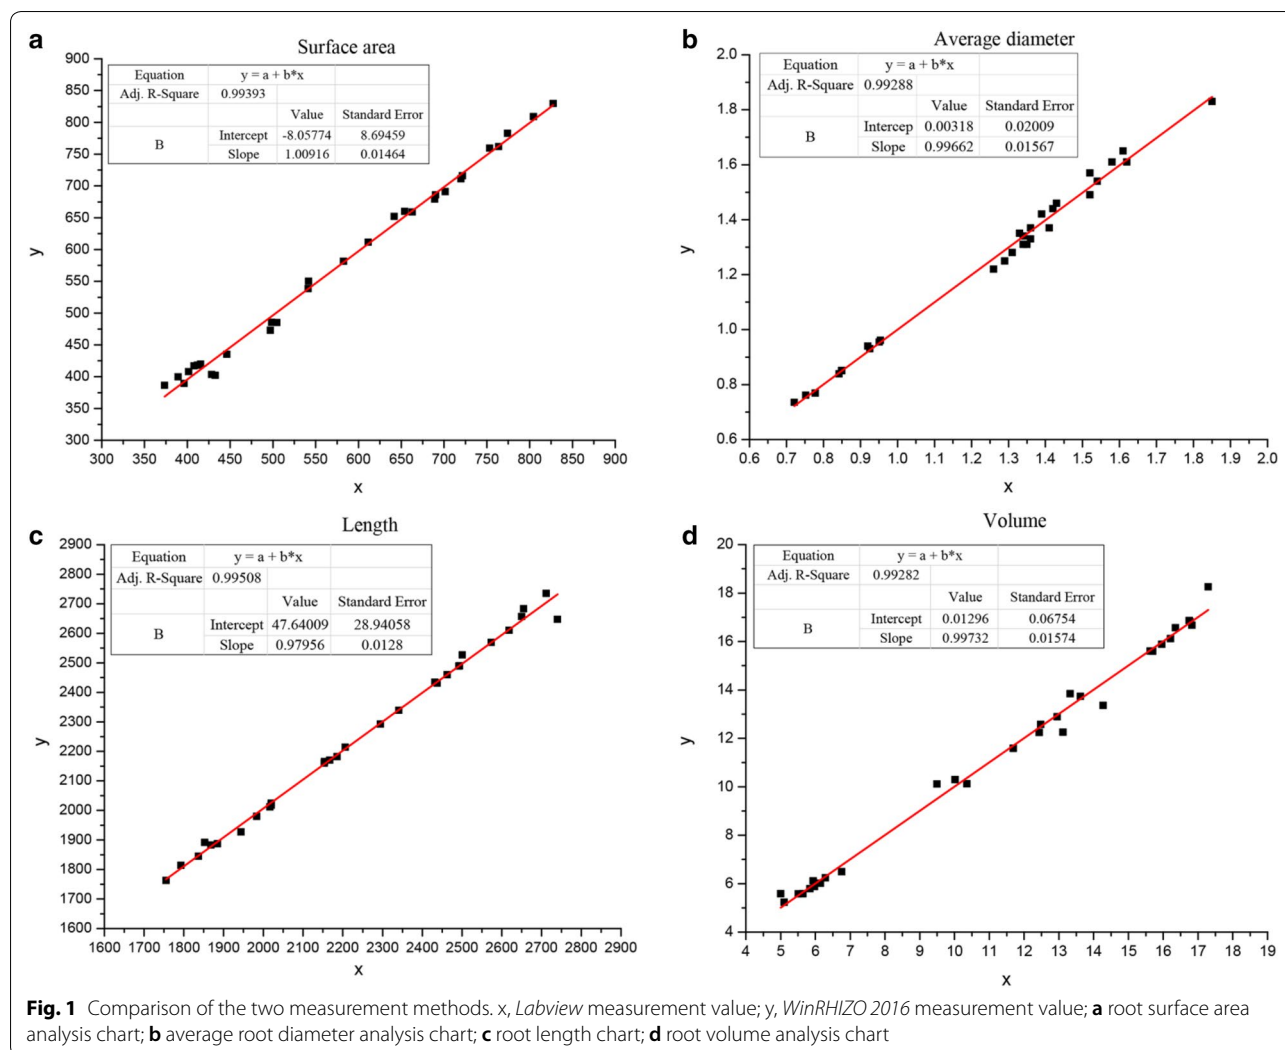 a
Surface area
Equation y = a + b*x
Adj. R-Square 0.99393
Value Standard Error
B
Intercept -8.05774 8.69459
Slope 1.00916 0.01464
900
850
800
750
700
650
600
550
500
450
400
350
300
y
300 350 400 450 500 550 600 650 700 750 800 850 900
x
b
Average diameter
Equation y = a + b*x
Adj. R-Square 0.99288
Value Standard Error
B
Intercep 0.00318 0.02009
Slope 0.99662 0.01567
2.0
1.8
1.6
1.4
1.2
1.0
0.8
0.6
y
0.6 0.7 0.8 0.9 1.0 1.1 1.2 1.3 1.4 1.5 1.6 1.7 1.8 1.9 2.0
x
c
Length
Equation y = a + b*x
Adj. R-Square 0.99508
Value Standard Error
B
Intercept 47.64009 28.94058
Slope 0.97956 0.0128
2900
2800
2700
2600
2500
2400
2300
2200
2100
2000
1900
1800
1700
1600
y
1600 1700 1800 1900 2000 2100 2200 2300 2400 2500 2600 2700 2800 2900
x
d
Volume
Equation y = a + b*x
Adj. R-Square 0.99282
Value Standard Error
B
Intercept 0.01296 0.06754
Slope 0.99732 0.01574
20
18
16
14
12
10
8
6
4
y
4 5 6 7 8 9 10 11 12 13 14 15 16 17 18 19
x
Fig. 1 Comparison of the two measurement methods. x, Labview measurement value; y, WinRHIZO 2016 measurement value; a root surface area
analysis chart; b average root diameter analysis chart; c root length chart; d root volume analysis chart